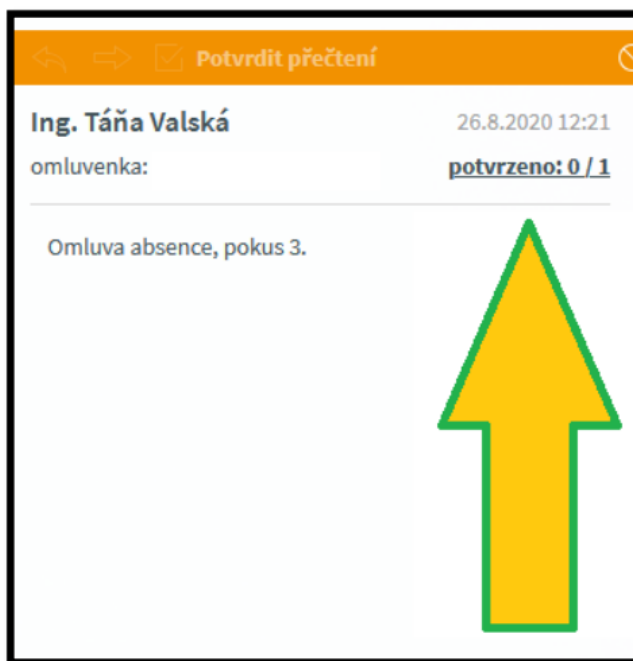 Potvrdit přečtení
Ing. Táňa Valská 26.8.2020 12:21
omluvenka: potvrzeno: 0 / 1
Omluva absence, pokus 3.